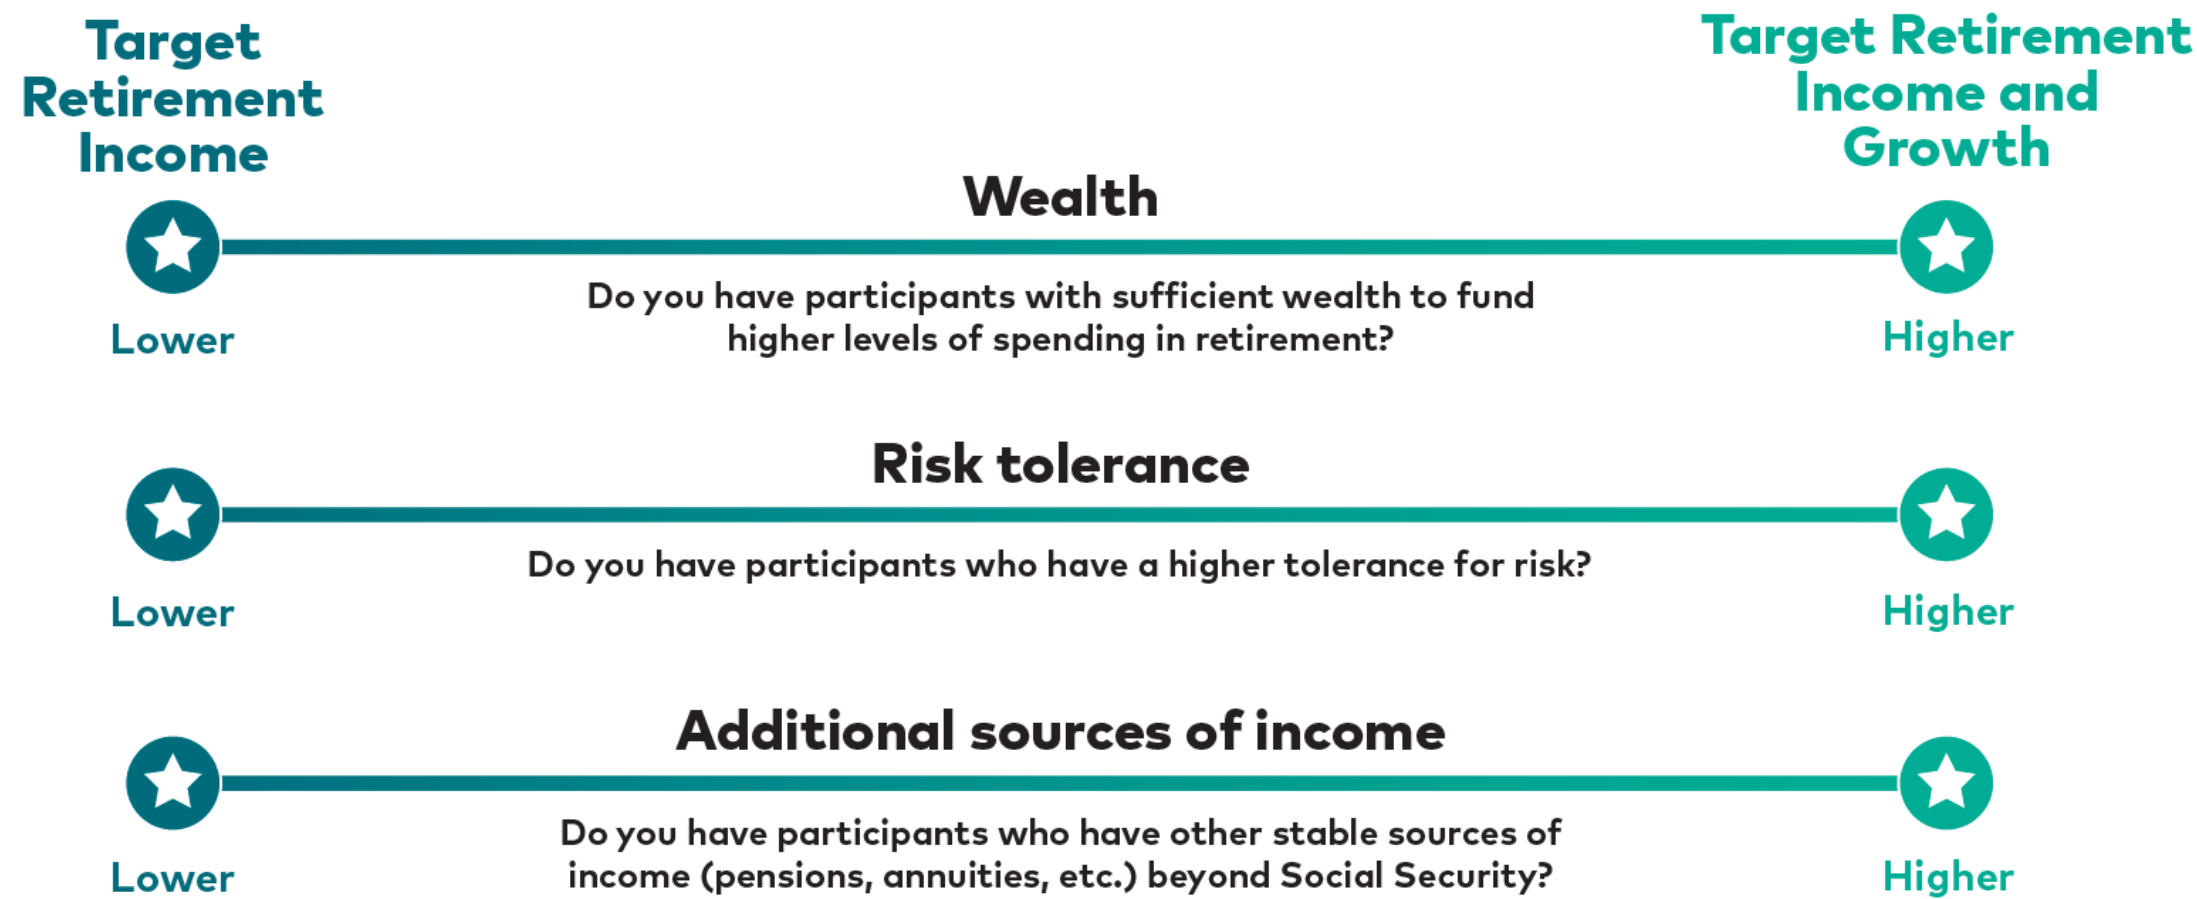 Target
Retirement
Income
Target Retirement
Income and
Growth
Wealth
Do you have participants with sufficient wealth to fund
higher levels of spending in retirement?
Lower
Higher
Risk tolerance
Do you have participants who have a higher tolerance for risk?
Lower
Higher
Additional sources of income
Do you have participants who have other stable sources of
income (pensions, annuities, etc.) beyond Social Security?
Lower
Higher